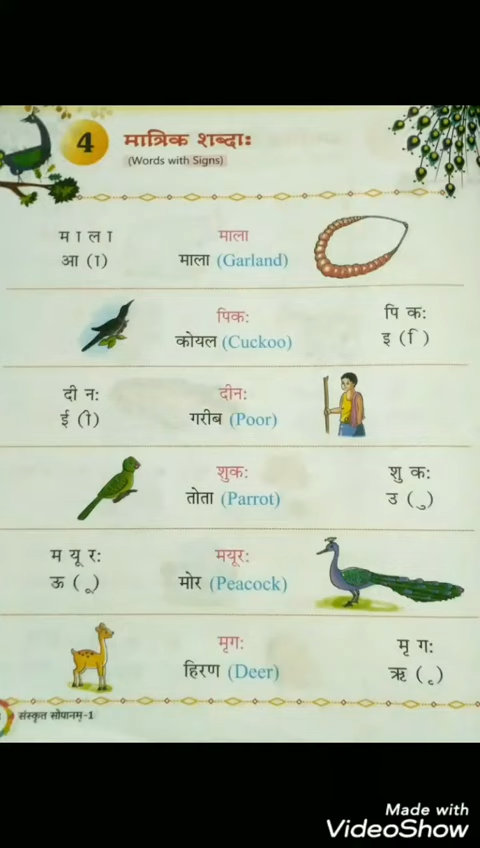 4
मात्रिक शब्दाः
(Words with Signs)
म ा ल ा
माला
आ (ा)
माला (Garland)
पिकः
पि कः
कोयल (Cuckoo)
इ (ि)
दी नः
दीनः
ई (ी)
गरीब (Poor)
शुकः
शु कः
तोता (Parrot)
उ (ु)
म यू रः
मयूरः
ऊ (ू)
मोर (Peacock)
मृगः
मृ गः
हिरण (Deer)
ऋ (ृ)
संस्कृत सोपानम्-1
Made with
VideoShow